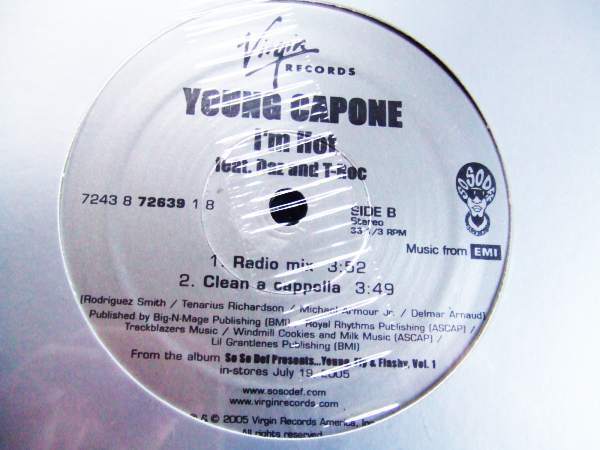 Virgin
RECORDS
YOUNG CAPONE
I'm Hot
feat. Daz and T-Roc
7243 8 72639 1 8
SIDE B
Stereo
33 1/3 RPM
SO SO DEF
Music from EMI
1. Radio mix 3:52
2. Clean a cappella 3:49
(Rodriguez Smith / Tenarius Richardson / Michael Armour Jr. / Delmar Arnaud)
Published by Big-N-Mage Publishing (BMI) / Royal Rhythms Publishing (ASCAP) /
Trackblazers Music / Windmill Cookies and Milk Music (ASCAP) /
Lil Grantlenes Publishing (BMI)
From the album So So Def Presents...Young, Fly & Flashy, Vol. 1
in-stores July 19, 2005
www.sosodef.com
www.virginrecords.com
& © 2005 Virgin Records America, Inc.
All rights reserved.